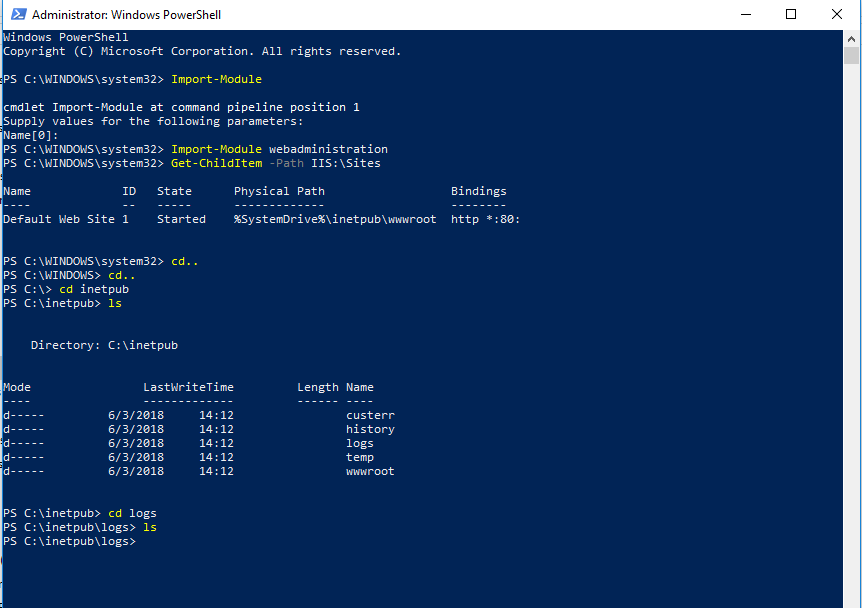 Administrator: Windows PowerShell
Windows PowerShell
Copyright (C) Microsoft Corporation. All rights reserved.
PS C:\WINDOWS\system32> Import-Module
cmdlet Import-Module at command pipeline position 1
Supply values for the following parameters:
Name[0]:
PS C:\WINDOWS\system32> Import-Module webadministration
PS C:\WINDOWS\system32> Get-ChildItem -Path IIS:\Sites
Name             ID   State      Physical Path                  Bindings
----             --   -----      -------------                  --------
Default Web Site 1    Started    %SystemDrive%\inetpub\wwwroot  http *:80:
PS C:\WINDOWS\system32> cd..
PS C:\WINDOWS> cd..
PS C:\> cd inetpub
PS C:\inetpub> ls
    Directory: C:\inetpub
Mode                LastWriteTime         Length Name
----                -------------         ------ ----
d-----         6/3/2018     14:12                custerr
d-----         6/3/2018     14:12                history
d-----         6/3/2018     14:12                logs
d-----         6/3/2018     14:12                temp
d-----         6/3/2018     14:12                wwwroot
PS C:\inetpub> cd logs
PS C:\inetpub\logs> ls
PS C:\inetpub\logs>